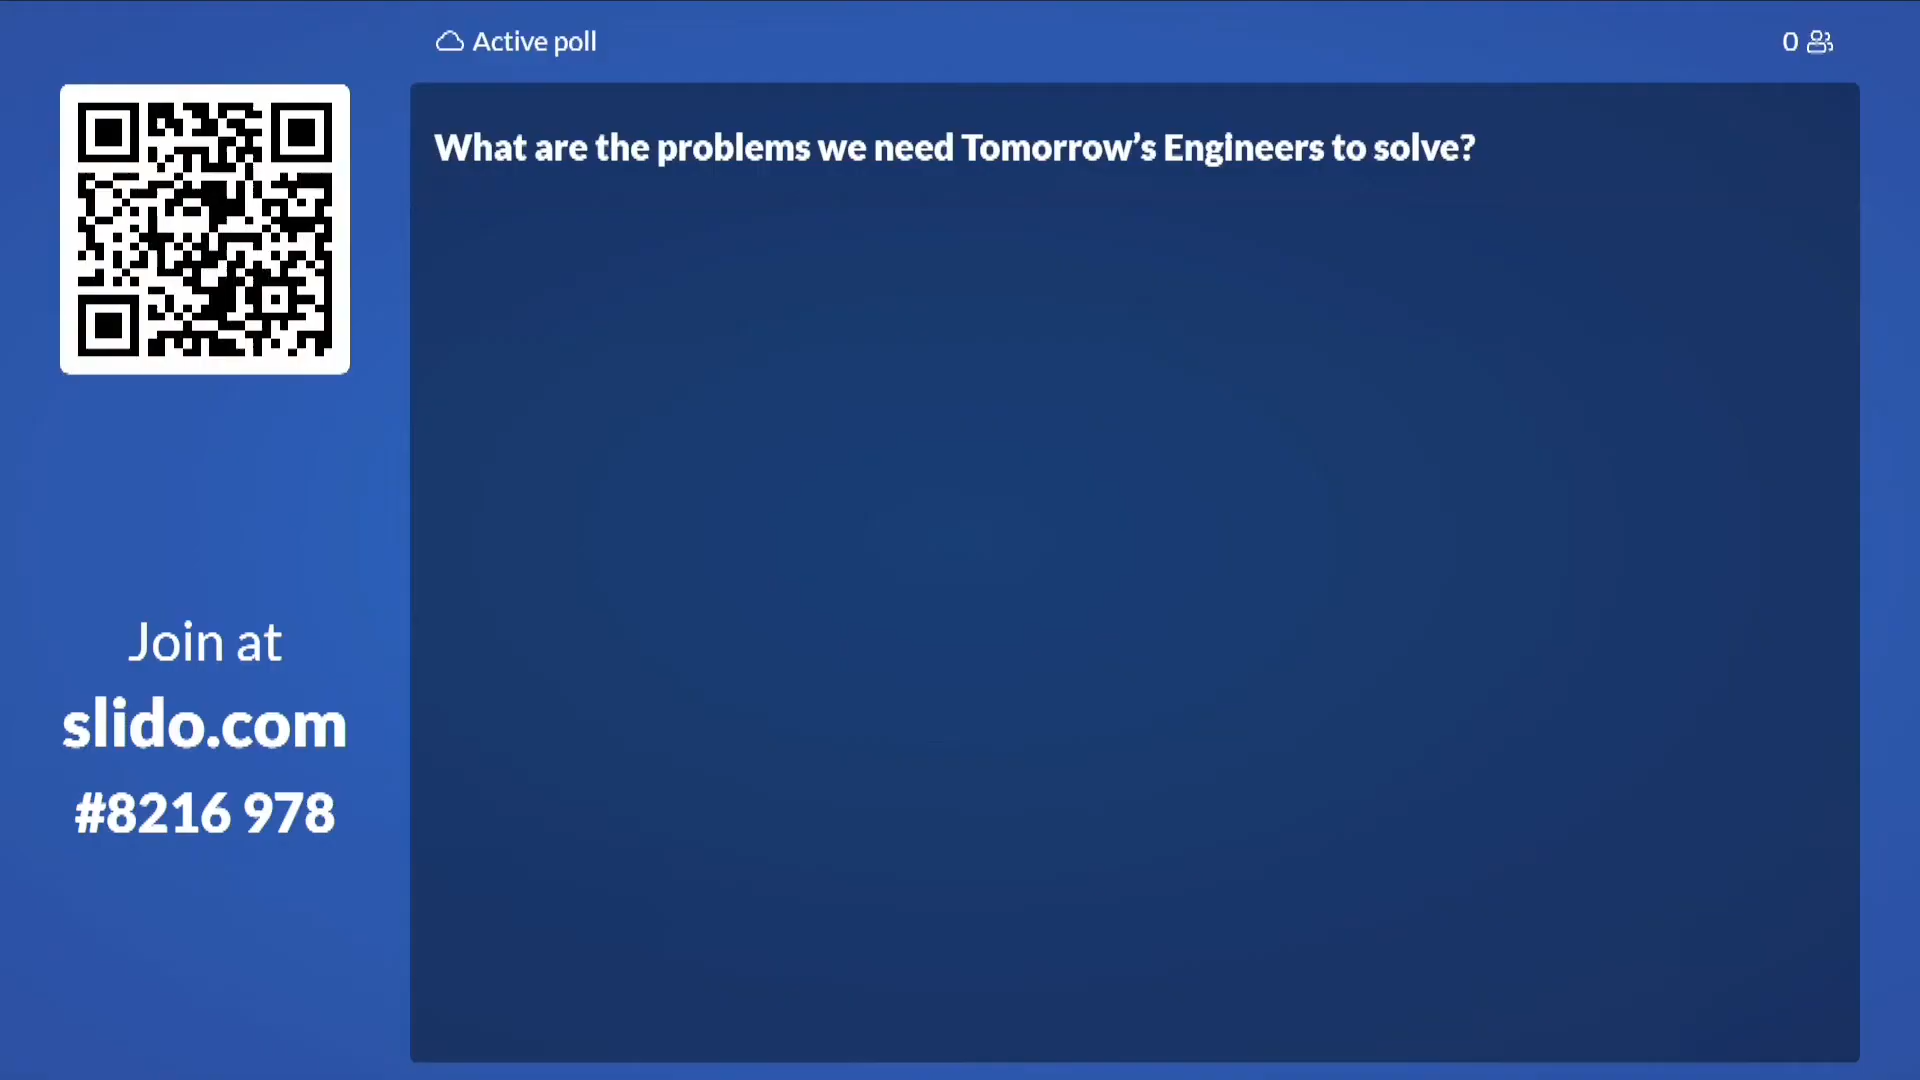 Active poll
0
What are the problems we need Tomorrow’s Engineers to solve?
Join at
slido.com
#8216 978